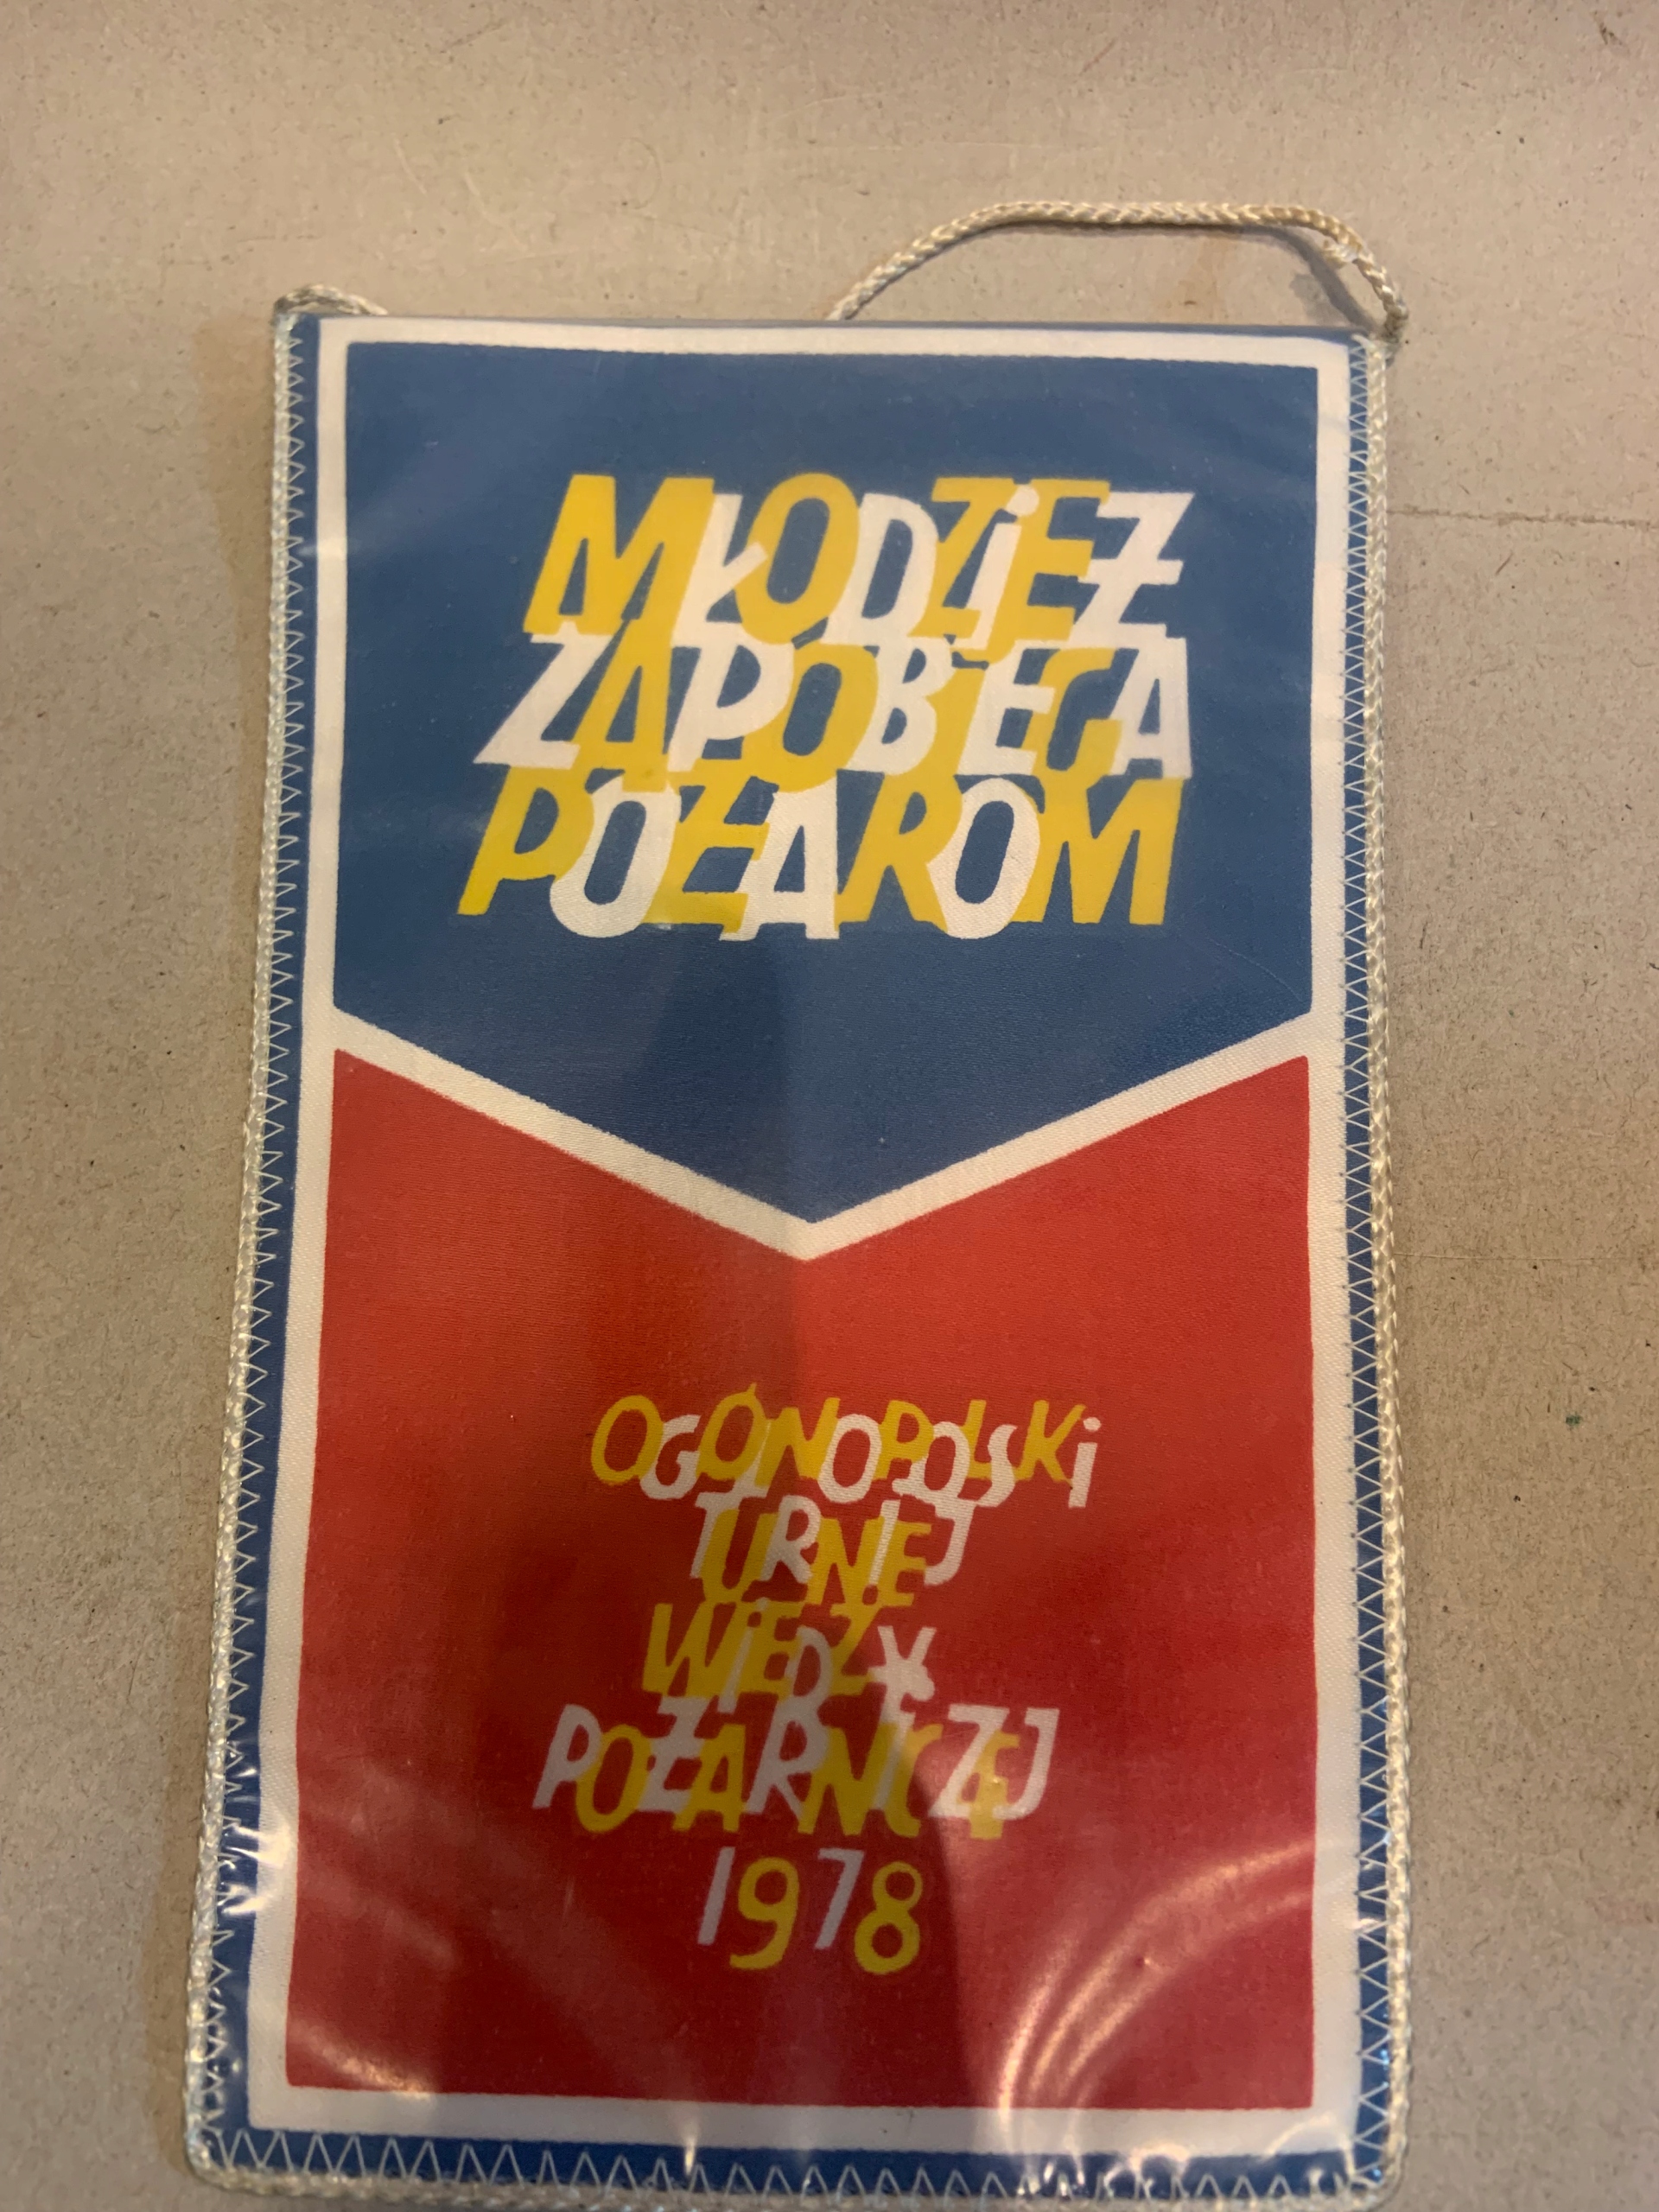 MŁODZiEŻ
ZAPOBIEGA
POŻAROM
OGÓLNOPOLSKi
TURNIEJ
WiEDZY
POŻARNICZEJ
1978